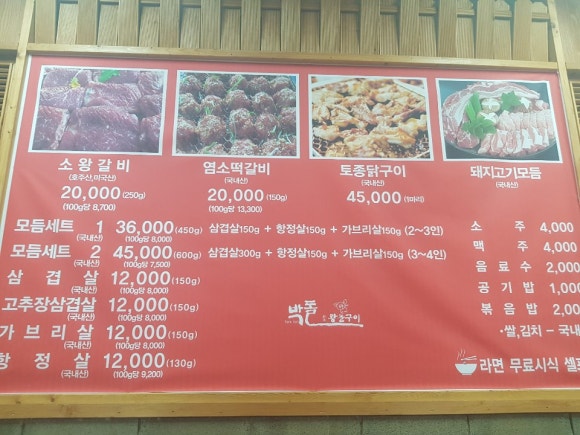 소왕갈비
(호주산,미국산)
20,000(250g)
(100g당 8,700)
염소떡갈비
(국내산)
20,000(150g)
(100g당 13,300)
토종닭구이
(국내산)
45,000(1마리)
돼지고기모듬
(국내산)
모듬세트 1 36,000(450g) 삼겹살150g + 항정살150g + 가브리살150g (2~3인)
(국내산) (100g당 8,000)
모듬세트 2 45,000(600g) 삼겹살300g + 항정살150g + 가브리살150g (3~4인)
(국내산) (100g당 7,500)
삼겹살 12,000(150g)
(국내산) (100g당 8,000)
고추장삼겹살 12,000(150g)
(국내산) (100g당 8,000)
가브리살 12,000(150g)
(국내산) (100g당 8,000)
항정살 12,000(130g)
(국내산) (100g당 9,200)
소주 4,000
맥주 4,000
음료수 2,000
공기밥 1,000
볶음밥 2,00
•쌀,김치 - 국내
라면 무료시식 셀프